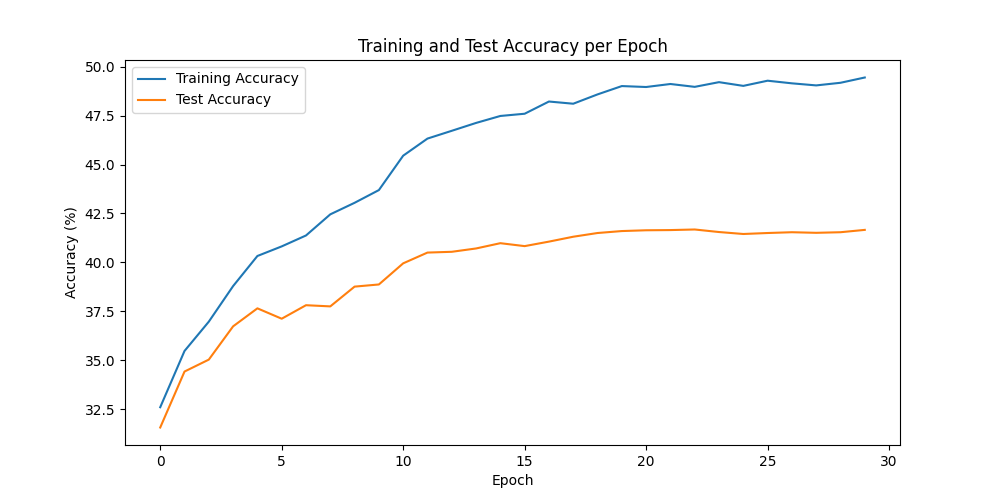 Training and Test Accuracy per Epoch
Training Accuracy
Test Accuracy
Accuracy (%)
50.0
47.5
45.0
42.5
40.0
37.5
35.0
32.5
0 5 10 15 20 25 30
Epoch